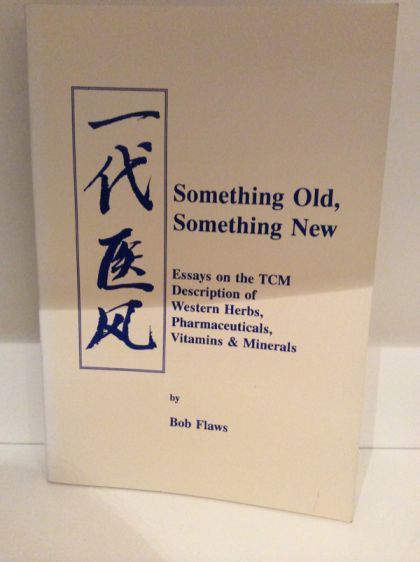 一代医风
Something Old,
Something New
Essays on the TCM
Description of
Western Herbs,
Pharmaceuticals,
Vitamins & Minerals
by
Bob Flaws